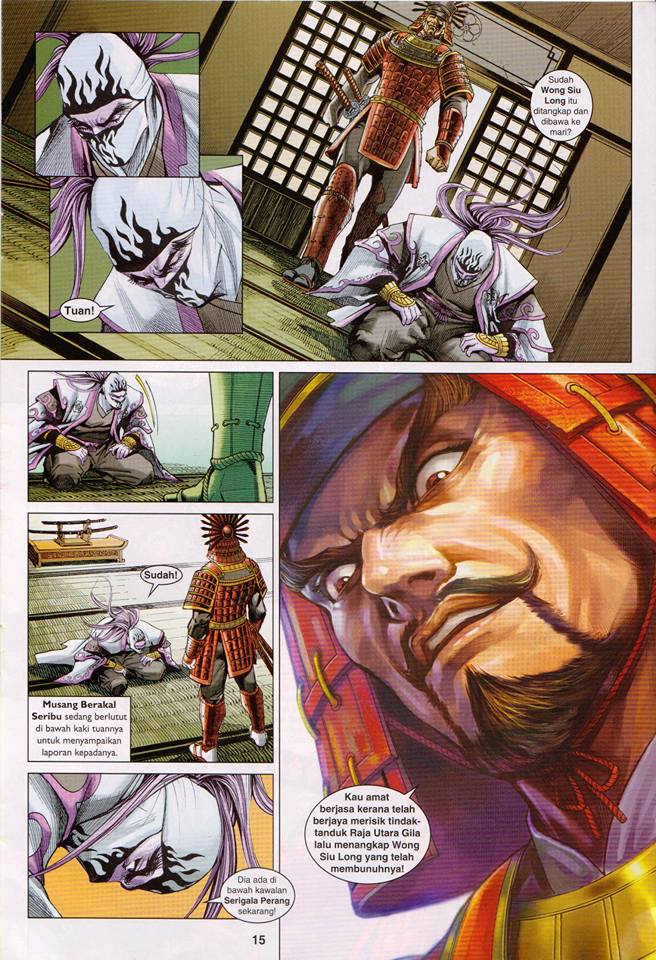 Tuan!
Sudah
Wong Siu
Long itu
ditangkap dan
dibawa ke
mari?
Sudah!
Musang Berakal
Seribu sedang berlutut
di bawah kaki tuannya
untuk menyampaikan
laporan kepadanya.
Dia ada di
bawah kawalan
Serigala Perang
sekarang!
Kau amat
berjasa kerana telah
berjaya merisik tindak-
tanduk Raja Utara Gila
lalu menangkap Wong
Siu Long yang telah
membunuhnya!
15